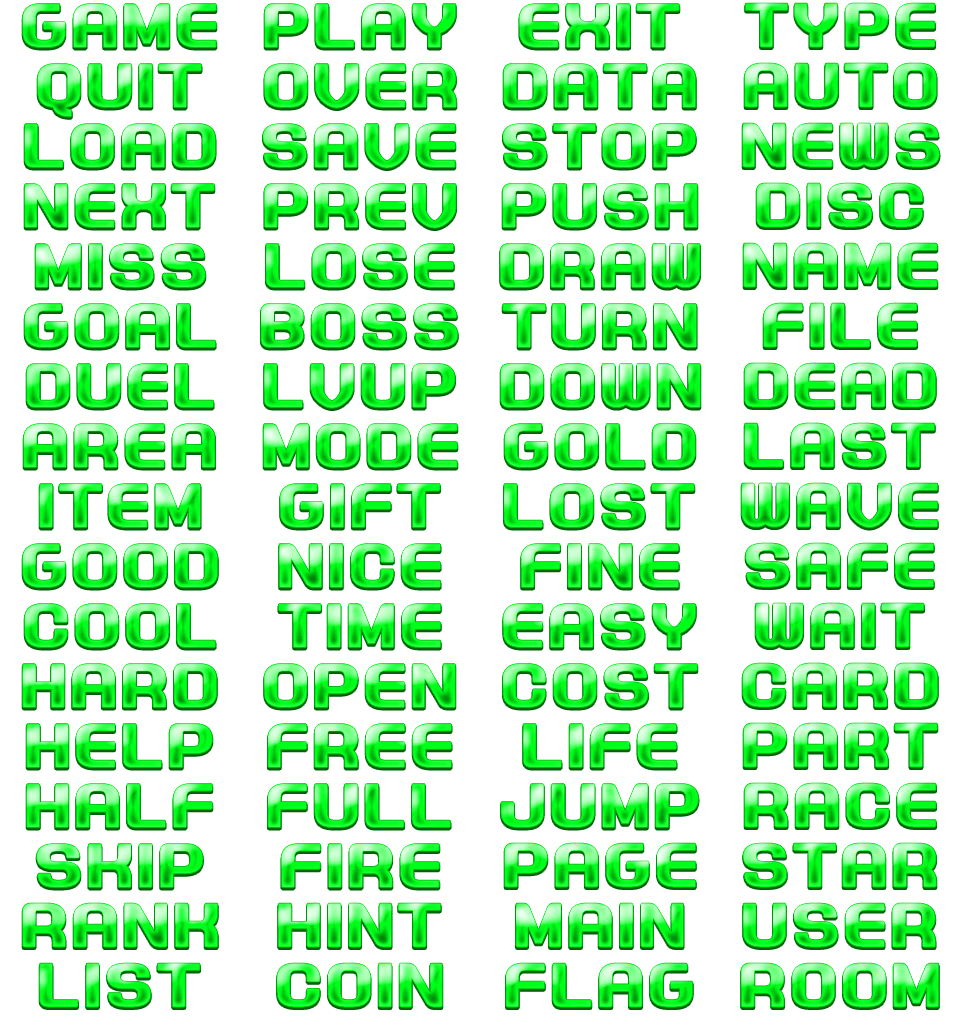 GAME PLAY EXIT TYPE
QUIT OVER DATA AUTO
LOAD SAVE STOP NEWS
NEXT PREV PUSH DISC
MISS LOSE DRAW NAME
GOAL BOSS TURN FILE
DUEL LVUP DOWN DEAD
AREA MODE GOLD LAST
ITEM GIFT LOST WAVE
GOOD NICE FINE SAFE
COOL TIME EASY WAIT
HARD OPEN COST CARD
HELP FREE LIFE PART
HALF FULL JUMP RACE
SKIP FIRE PAGE STAR
RANK HINT MAIN USER
LIST COIN FLAG ROOM